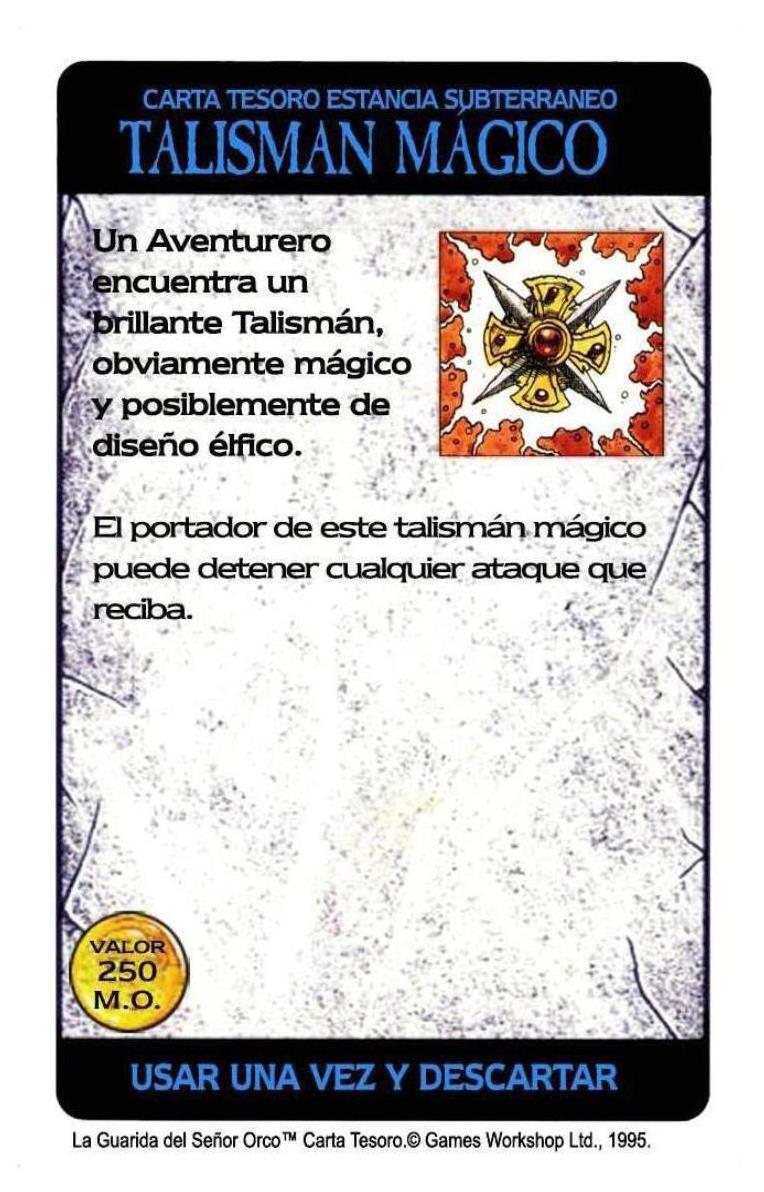 CARTA TESORO ESTANCIA SUBTERRANEO
TALISMAN MÁGICO
Un Aventurero
encuentra un
brillante Talismán,
obviamente mágico
y posiblemente de
diseño élfico.
El portador de este talismán mágico
puede detener cualquier ataque que
reciba.
VALOR
250
M.O.
USAR UNA VEZ Y DESCARTAR
La Guarida del Señor Orco™ Carta Tesoro.© Games Workshop Ltd., 1995.